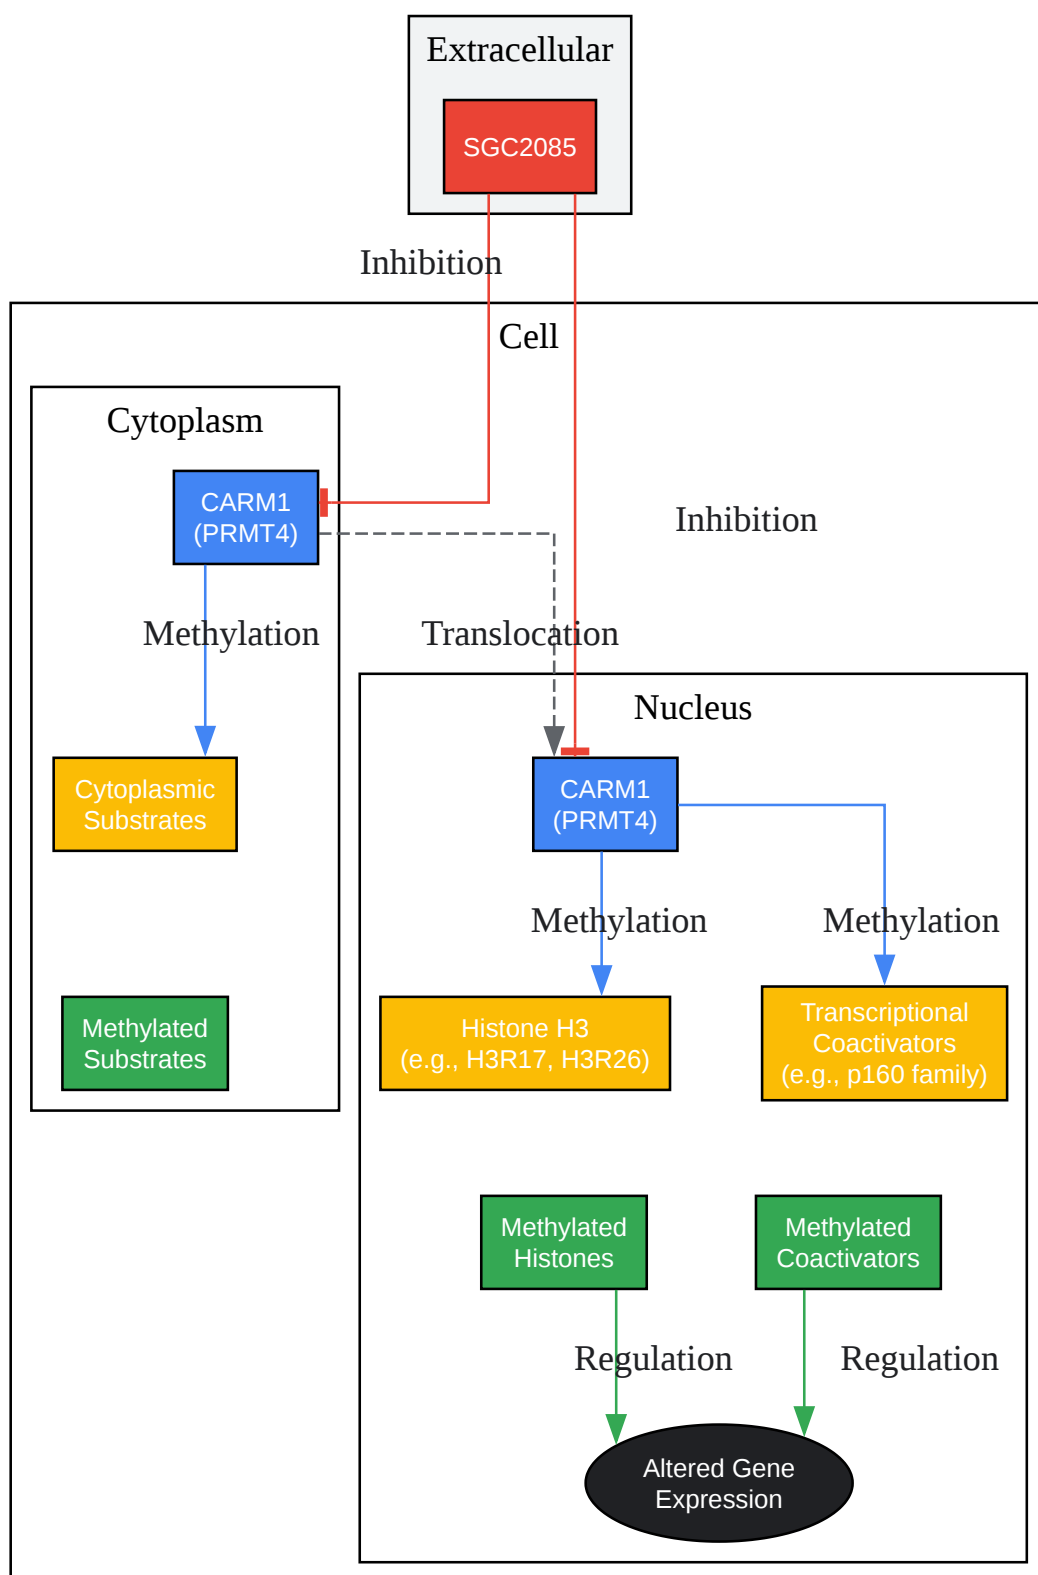 Extracellular
SGC2085
Inhibition
Cell
Cytoplasm
CARM1
(PRMT4)
Inhibition
Methylation
Translocation
Nucleus
Cytoplasmic
Substrates
CARM1
(PRMT4)
Methylation
Methylation
Methylated
Substrates
Histone H3
(e.g., H3R17, H3R26)
Transcriptional
Coactivators
(e.g., p160 family)
Methylated
Histones
Methylated
Coactivators
Regulation
Regulation
Altered Gene
Expression